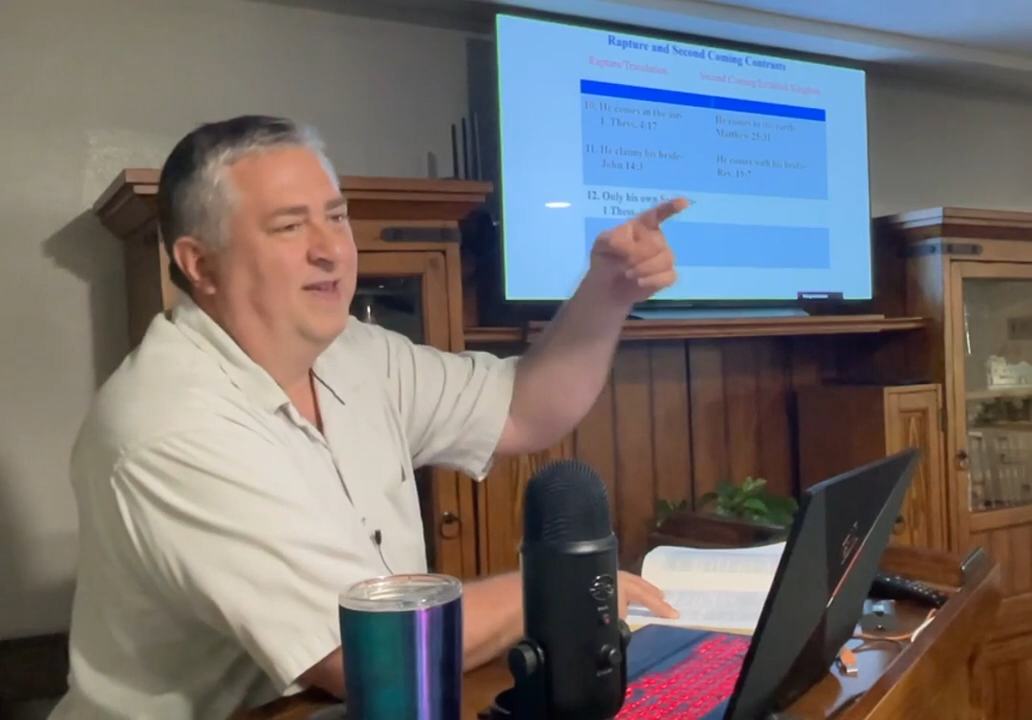 Rapture and Second Coming Contrasts
Rapture/Translation
Second Coming/ Kingdom
10. He comes in the air-
He comes to the earth-
1 Thess. 4:17
Matthew 25:31
11. He claims his bride-
He comes with his bride-
John 14:3
Rev. 19:7
12. Only his own
1 Thess.